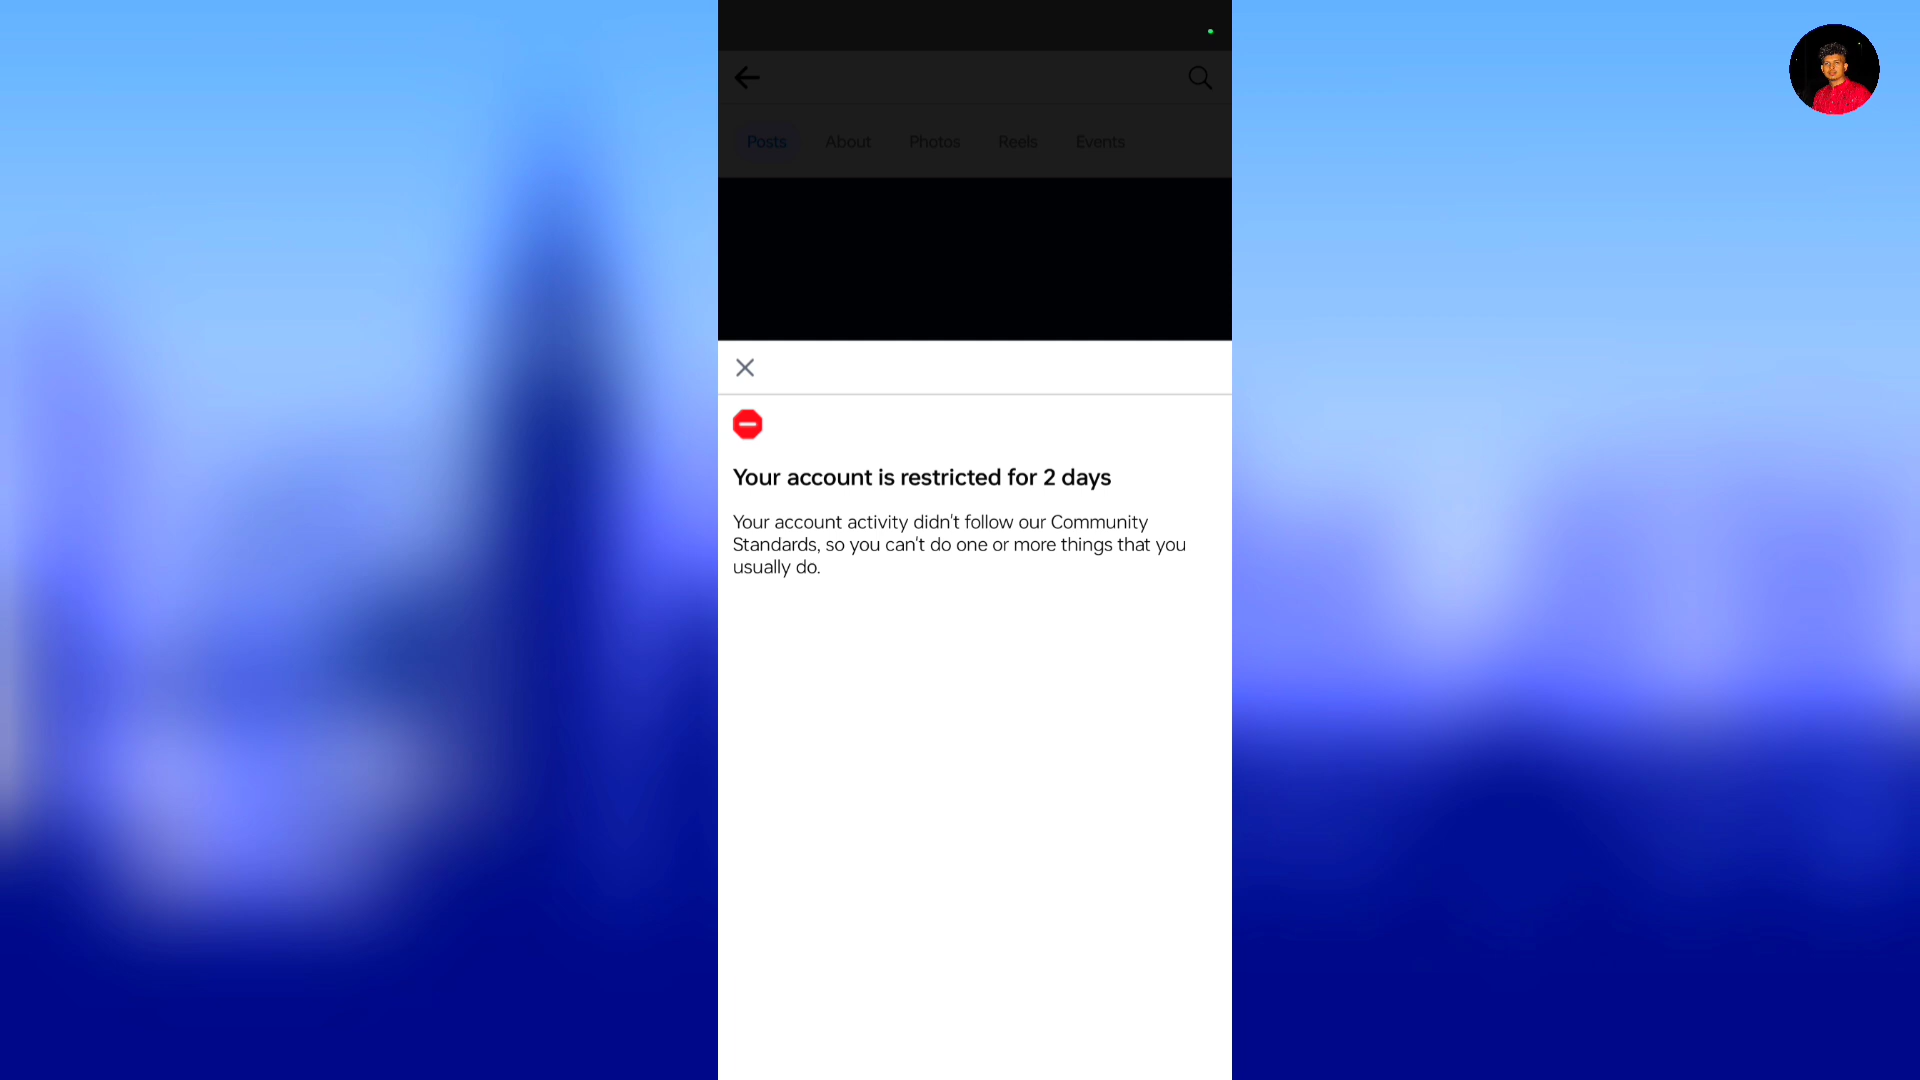 Posts About Photos Reels Events
Your account is restricted for 2 days
Your account activity didn't follow our Community
Standards, so you can't do one or more things that you
usually do.